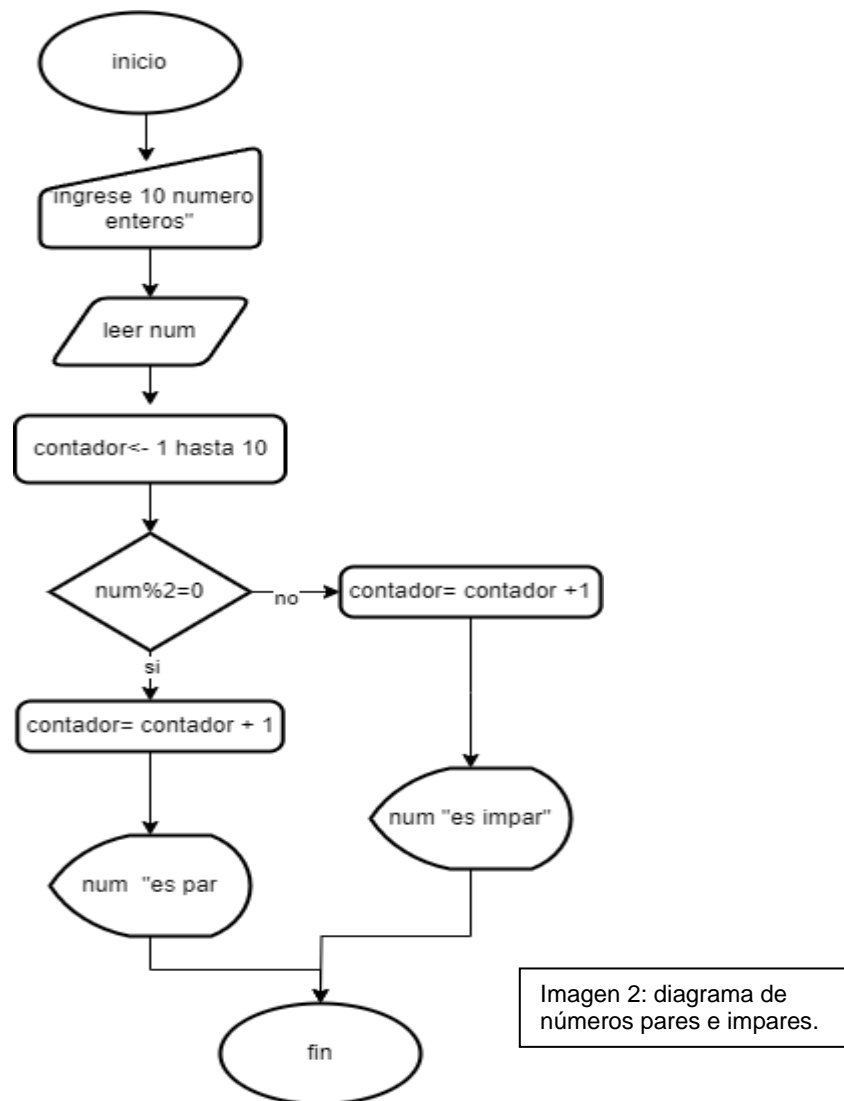 inicio
ingrese 10 numero
enteros"
leer num
contador<- 1 hasta 10
num%2=0
no
contador= contador +1
si
contador= contador + 1
num "es impar"
num "es par
Imagen 2: diagrama de
números pares e impares.
fin